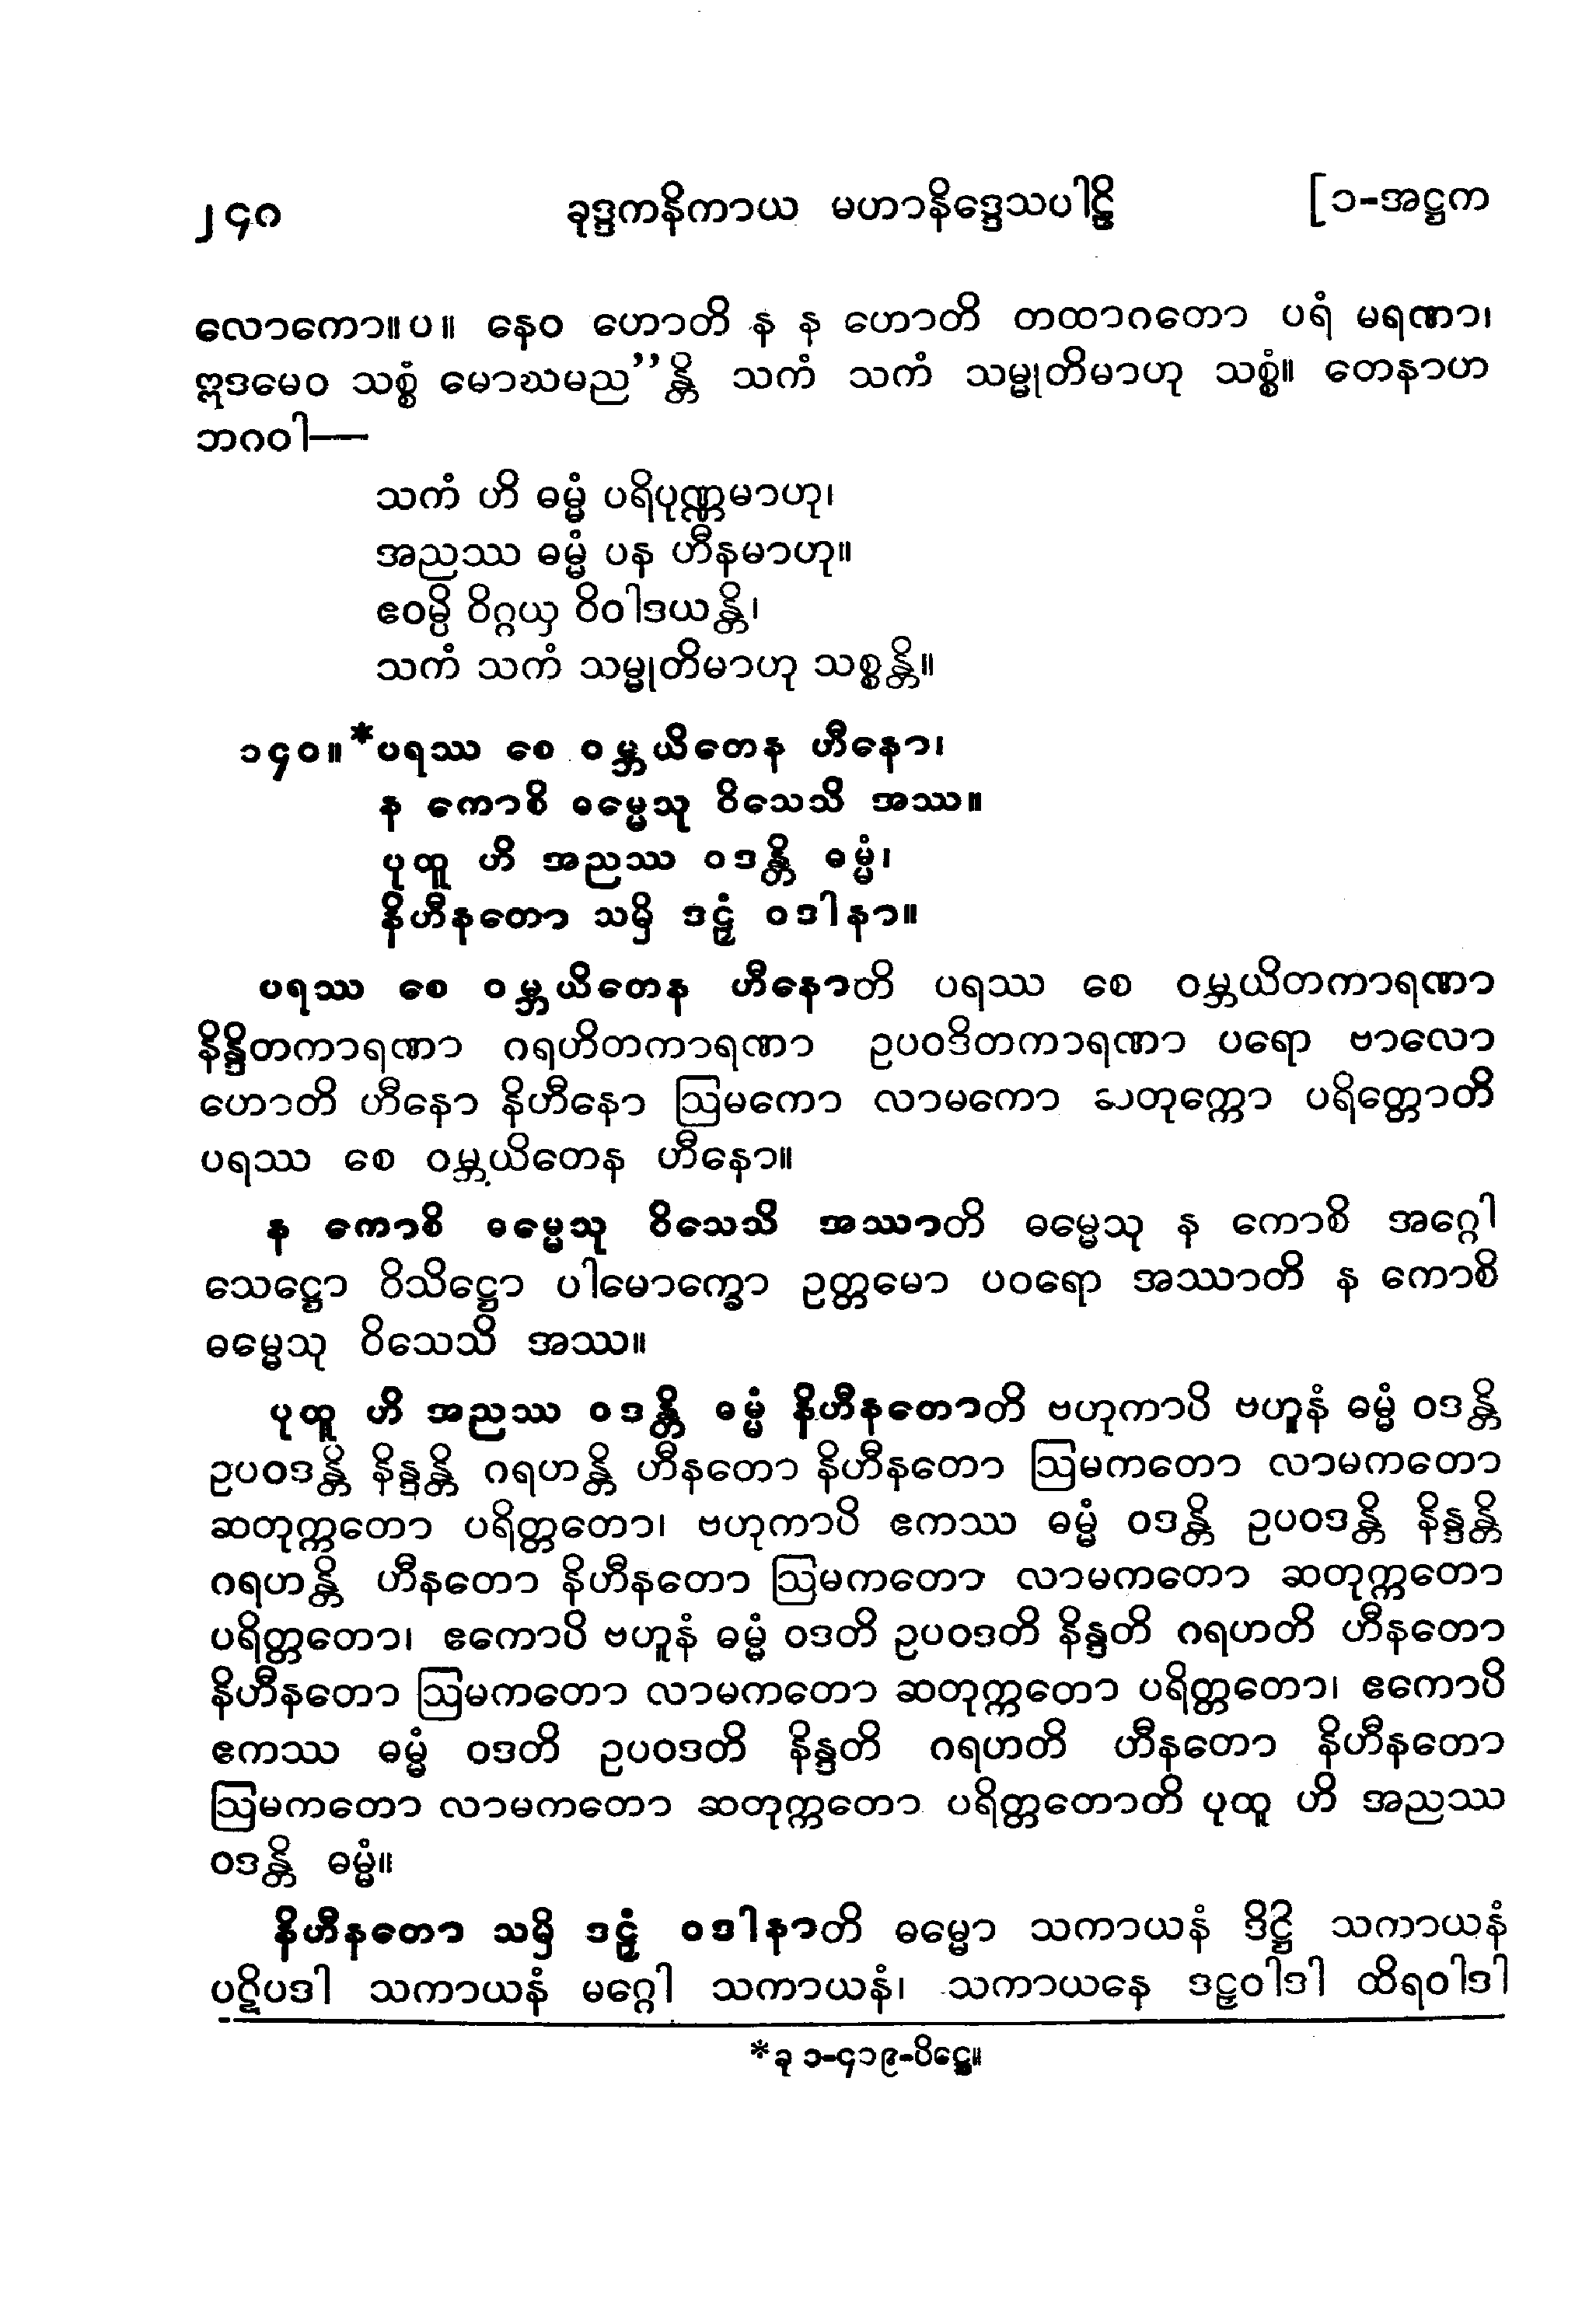 ၂၄၀ ခုဒ္ဒကနိကာယ မဟာနိဒ္ဒေသပါဠိ [၁-အဋ္ဌက
လောကော။ပ။ နေဝ ဟောတိ န န ဟောတိ တထာဂတော ပရံ မရဏာ၊
ဣဒမေဝ သစ္စံ မောဃမည”န္တိ သကံ သကံ သမ္မုတိမာဟု သစ္စံ။ တေနာဟ
ဘဂဝါ—
သကံ ဟိ ဓမ္မံ ပရိပုဏ္ဏမာဟု၊
အညဿ ဓမ္မံ ပန ဟီနမာဟု။
ဧဝမ္ပိ ဝိဂ္ဂယှ ဝိဝါဒယန္တိ၊
သကံ သကံ သမ္မုတိမာဟု သစ္စန္တိ။
၁၄၀။ *ပရဿ စေ ဝမ္ဘယိတေန ဟီနော၊
န ကောစိ ဓမ္မေသု ဝိသေသိ အဿ။
ပုထူ ဟိ အညဿ ဝဒန္တိ ဓမ္မံ၊
နိဟီနတော သမှိ ဒဠှံ ဝဒါနာ။
ပရဿ စေ ဝမ္ဘယိတေန ဟီနောတိ ပရဿ စေ ဝမ္ဘယိတကာရဏာ
နိန္ဒိတကာရဏာ ဂရဟိတကာရဏာ ဥပဝဒိတကာရဏာ ပရော ဗာလော
ဟောတိ ဟီနော နိဟီနော ဩမကော လာမကော ဆတုက္ကော ပရိတ္တောတိ
ပရဿ စေ ဝမ္ဘယိတေန ဟီနော။
န ကောစိ ဓမ္မေသု ဝိသေသိ အဿာတိ ဓမ္မေသု န ကောစိ အဂ္ဂေါ
သေဋ္ဌော ဝိသိဋ္ဌော ပါမောက္ခော ဥတ္တမော ပဝရော အဿာတိ န ကောစိ
ဓမ္မေသု ဝိသေသိ အဿ။
ပုထူ ဟိ အညဿ ဝဒန္တိ ဓမ္မံ နိဟီနတောတိ ဗဟုကာပိ ဗဟူနံ ဓမ္မံ ဝဒန္တိ
ဥပဝဒန္တိ နိန္ဒန္တိ ဂရဟန္တိ ဟီနတော နိဟီနတော ဩမကတော လာမကတော
ဆတုက္ကတော ပရိတ္တတော၊ ဗဟုကာပိ ဧကဿ ဓမ္မံ ဝဒန္တိ ဥပဝဒန္တိ နိန္ဒန္တိ
ဂရဟန္တိ ဟီနတော နိဟီနတော ဩမကတော လာမကတော ဆတုက္ကတော
ပရိတ္တတော၊ ဧကောပိ ဗဟူနံ ဓမ္မံ ဝဒတိ ဥပဝဒတိ နိန္ဒတိ ဂရဟတိ ဟီနတော
နိဟီနတော ဩမကတော လာမကတော ဆတုက္ကတော ပရိတ္တတော၊ ဧကောပိ
ဧကဿ ဓမ္မံ ဝဒတိ ဥပဝဒတိ နိန္ဒတိ ဂရဟတိ ဟီနတော နိဟီနတော
ဩမကတော လာမကတော ဆတုက္ကတော ပရိတ္တတောတိ ပုထူ ဟိ အညဿ
ဝဒန္တိ ဓမ္မံ။
နိဟီနတော သမှိ ဒဠှံ ဝဒါနာတိ ဓမ္မော သကာယနံ ဒိဋ္ဌိ သကာယနံ
ပဋိပဒါ သကာယနံ မဂ္ဂေါ သကာယနံ၊ သကာယနေ ဒဠှဝါဒါ ထိရဝါဒါ
*ခု ၁-၄၁၉-ပိဋ္ဌေ။